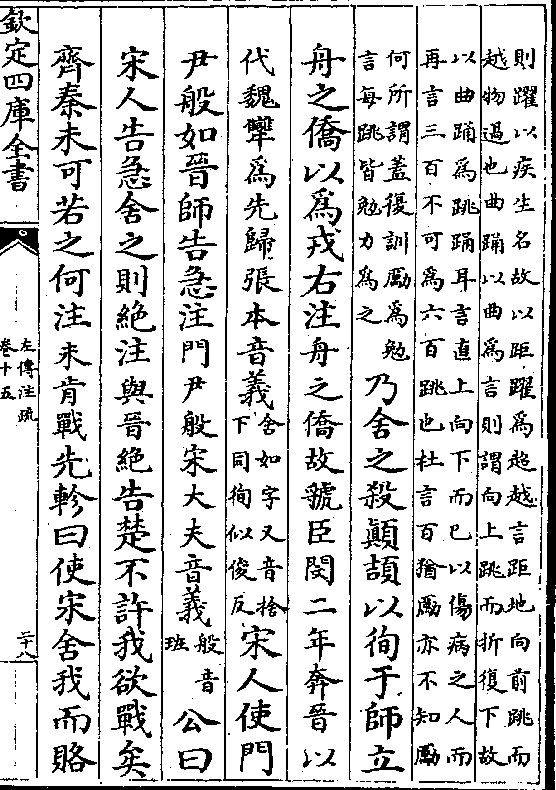 則躍以疾生名故以距躍為超越言距地向前跳而
越物過也曲踊以曲為言則謂向上跳而折復下故
以曲踊為跳踊耳言直上向下而已以傷病之人而
再言三百不可為六百跳也杜言百猶勵亦不知勵
何所謂蓋復訓勵為勉
言每跳皆勉力為之
乃舍之殺顛頡以徇于師立
舟之僑以為戎右注舟之僑故虢臣閔二年奔晉以
代魏犫為先歸張本音義
舍如字又音捨
下同徇似俊反
宋人使門
尹般如晉師告急注門尹般宋大夫音義
般音
班
公曰
宋人告急舍之則絶注與晉絶告楚不許我欲戰矣
齊秦未可若之何注未肯戰先軫曰使宋舍我而賂
欽定四庫全書
左傳注疏
卷十五
二十八